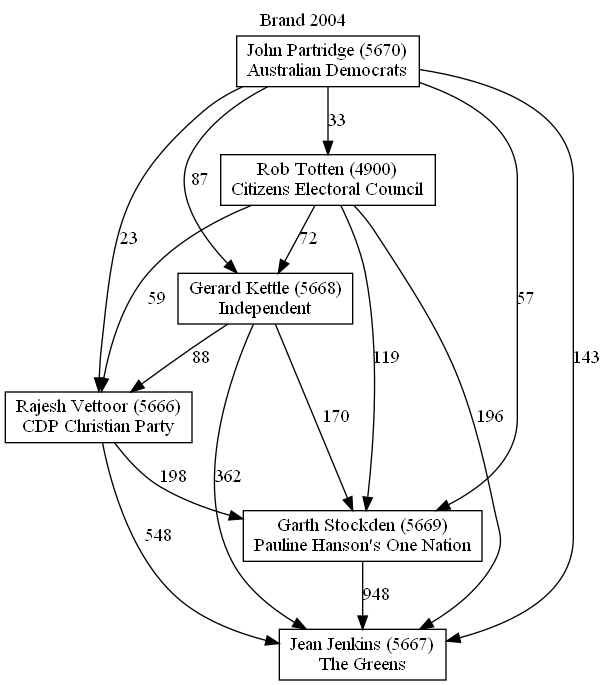 Brand 2004
John Partridge (5670)
Australian Democrats
33
Rob Totten (4900)
Citizens Electoral Council
87
23
72
Gerard Kettle (5668)
Independent
59
57
119
143
88
Rajesh Vettoor (5666)
CDP Christian Party
170
196
198
362
Garth Stockden (5669)
Pauline Hanson's One Nation
548
948
Jean Jenkins (5667)
The Greens